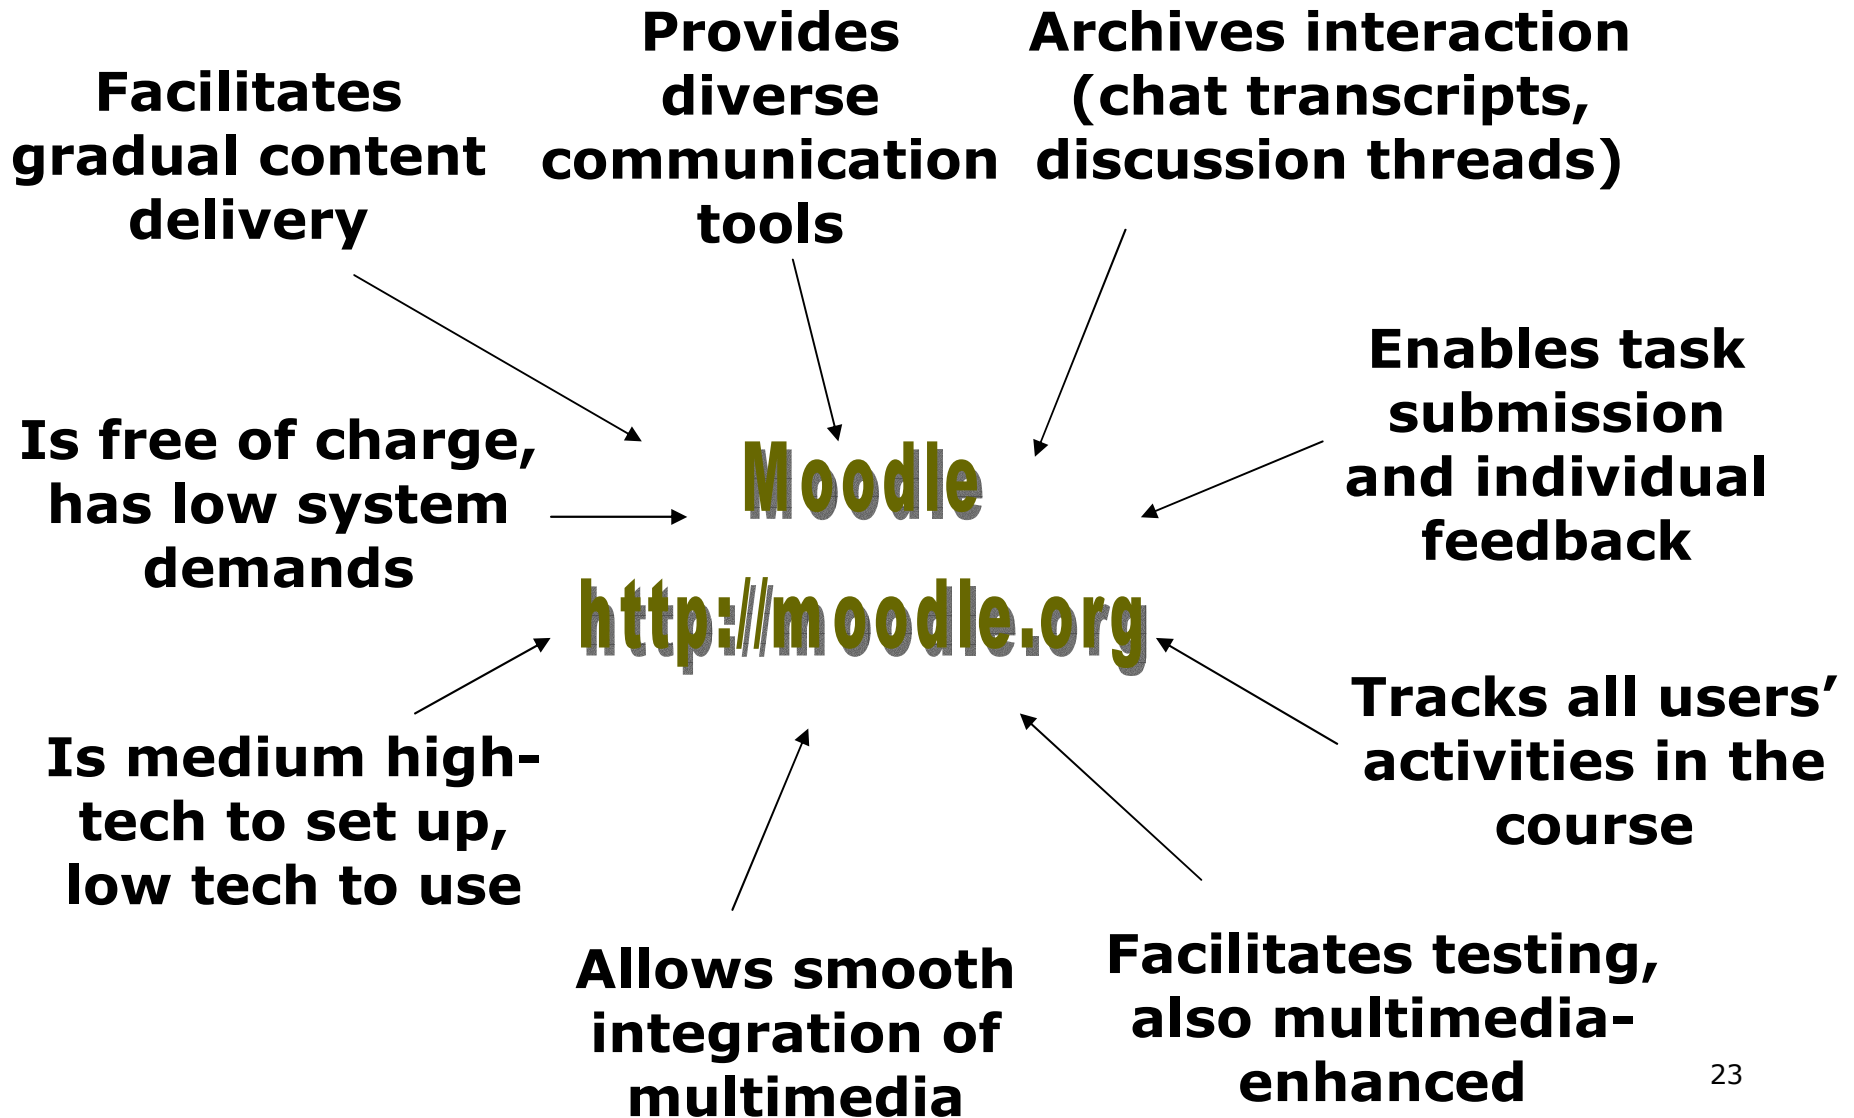 Facilitates
gradual content
delivery
Provides
diverse
communication
tools
Archives interaction
(chat transcripts,
discussion threads)
Enables task
submission
and individual
feedback
Is free of charge,
has low system
demands
Moodle
http://moodle.org
Tracks all users’
activities in the
course
Is medium high-
tech to set up,
low tech to use
Allows smooth
integration of
multimedia
Facilitates testing,
also multimedia-
enhanced
23